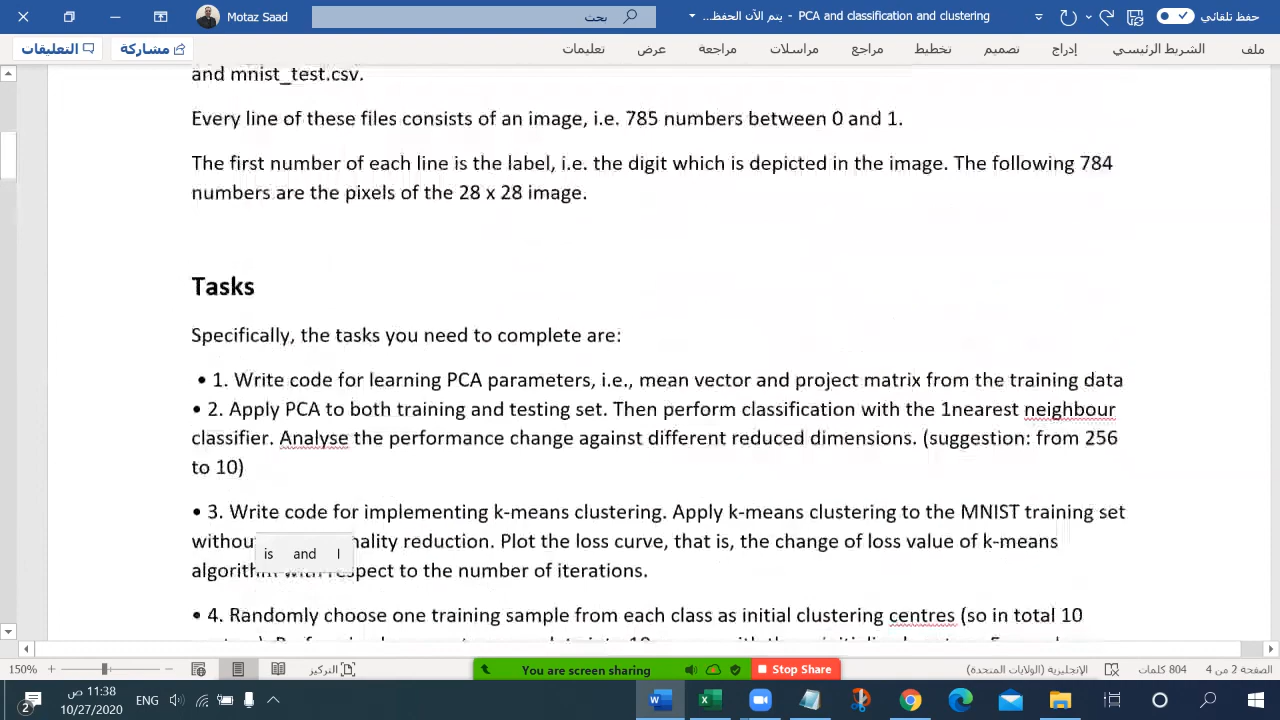 Motaz Saad
بحث
PCA and classification and clustering - يتم الآن الحفظ...
حفظ تلقائي
التعليقات
مشاركة
ملف
الشريط الرئيسي
إدراج
تصميم
تخطيط
مراجع
مراسلات
مراجعة
عرض
تعليمات
and mnist_test.csv.
Every line of these files consists of an image, i.e. 785 numbers between 0 and 1.
The first number of each line is the label, i.e. the digit which is depicted in the image. The following 784
numbers are the pixels of the 28 x 28 image.
Tasks
Specifically, the tasks you need to complete are:
• 1. Write code for learning PCA parameters, i.e., mean vector and project matrix from the training data
• 2. Apply PCA to both training and testing set. Then perform classification with the 1nearest neighbour
classifier. Analyse the performance change against different reduced dimensions. (suggestion: from 256
to 10)
• 3. Write code for implementing k-means clustering. Apply k-means clustering to the MNIST training set
nality reduction. Plot the loss curve, that is, the change of loss value of k-means
is and I
algorithm with respect to the number of iterations.
• 4. Randomly choose one training sample from each class as initial clustering centres (so in total 10
150%
التركيز
You are screen sharing
Stop Share
الإنجليزية (الولايات المتحدة)
804 كلمات
الصفحة 2 من 4
2
11:38 ص
10/27/2020
ENG